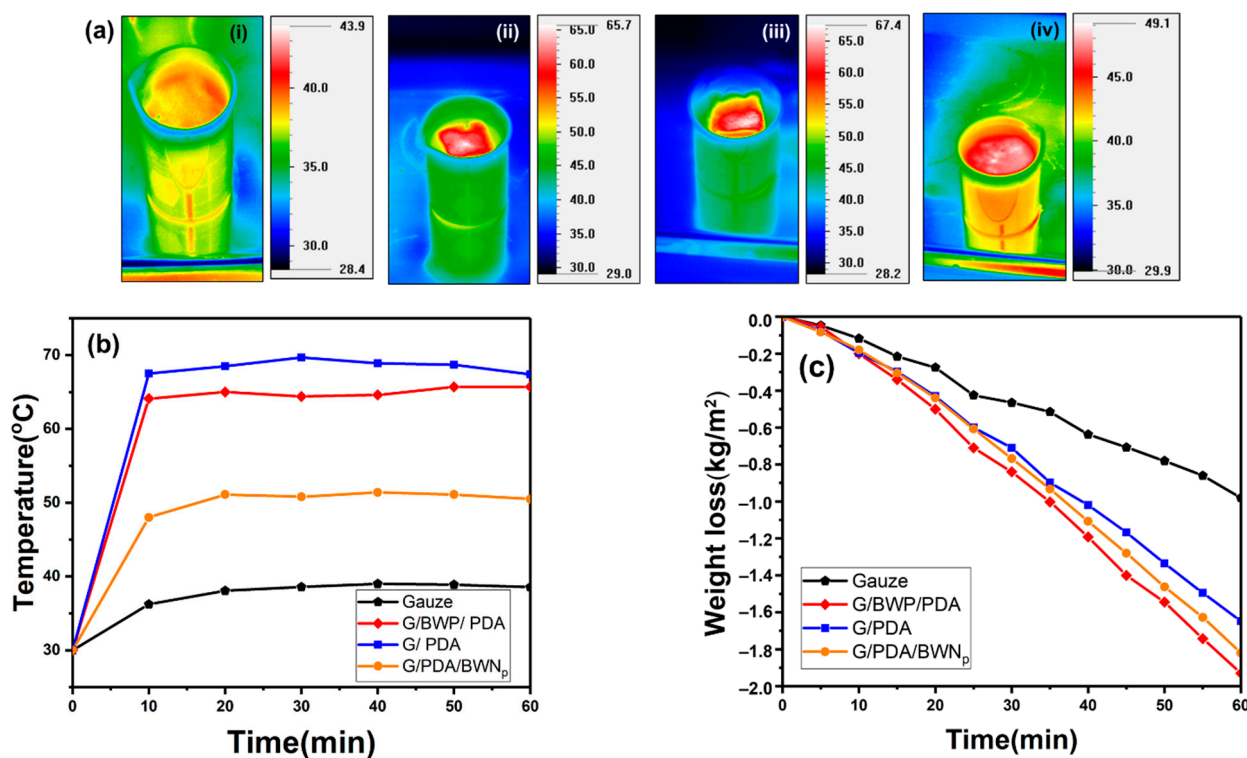 (a)
(i)
43.9
40.0
35.0
30.0
28.4
(ii)
65.7
65.0
60.0
55.0
50.0
45.0
40.0
35.0
30.0
29.0
(iii)
67.4
65.0
60.0
55.0
50.0
45.0
40.0
35.0
30.0
28.2
(iv)
49.1
45.0
40.0
35.0
30.0
29.9
(b)
Temperature(°C)
70
60
50
40
30
Gauze
G/BWP/ PDA
G/ PDA
G/PDA/BWNp
0 10 20 30 40 50 60
Time(min)
(c)
Weight loss(kg/m²)
0.0
−0.2
−0.4
−0.6
−0.8
−1.0
−1.2
−1.4
−1.6
−1.8
−2.0
Gauze
G/BWP/PDA
G/PDA
G/PDA/BWNp
0 10 20 30 40 50 60
Time(min)